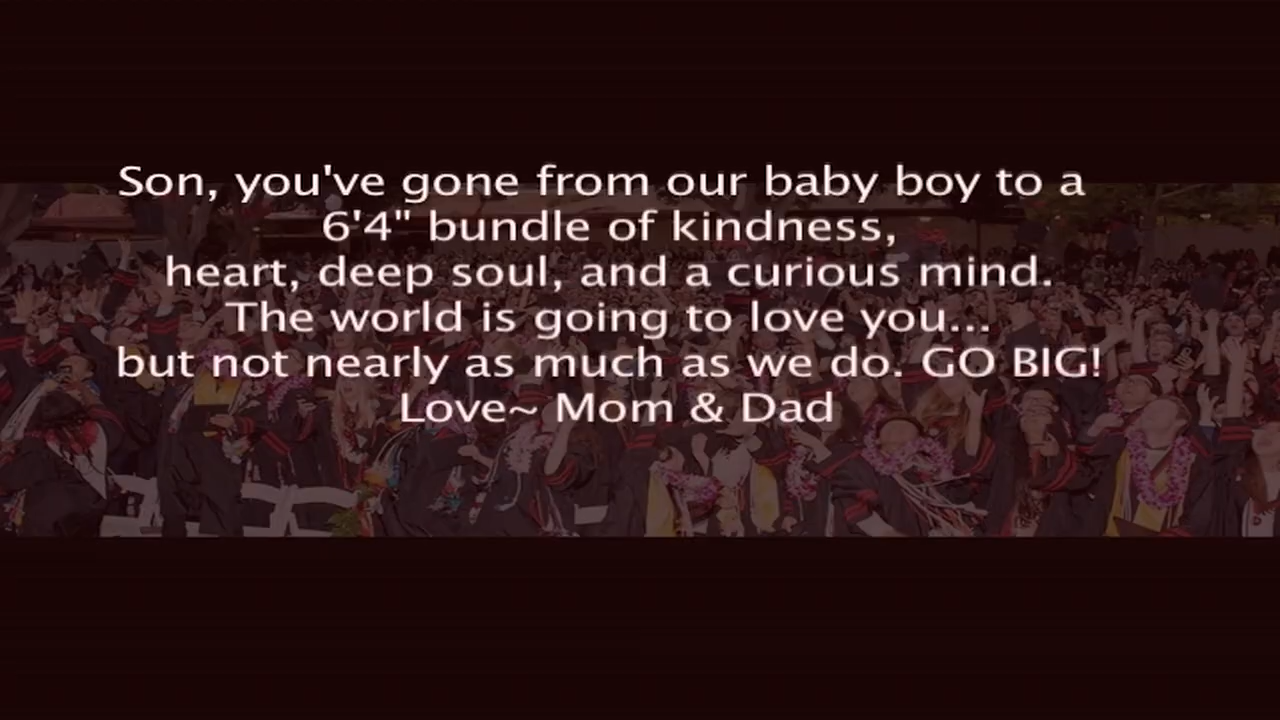 Son, you've gone from our baby boy to a
6'4" bundle of kindness,
heart, deep soul, and a curious mind.
The world is going to love you...
but not nearly as much as we do. GO BIG!
Love~ Mom & Dad